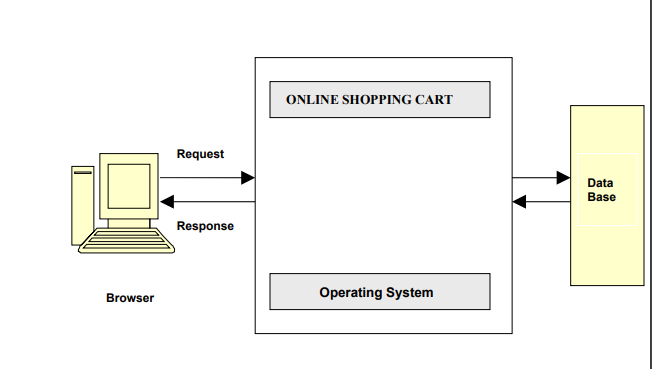 ONLINE SHOPPING CART
Request
Response
Browser
Operating System
Data
Base